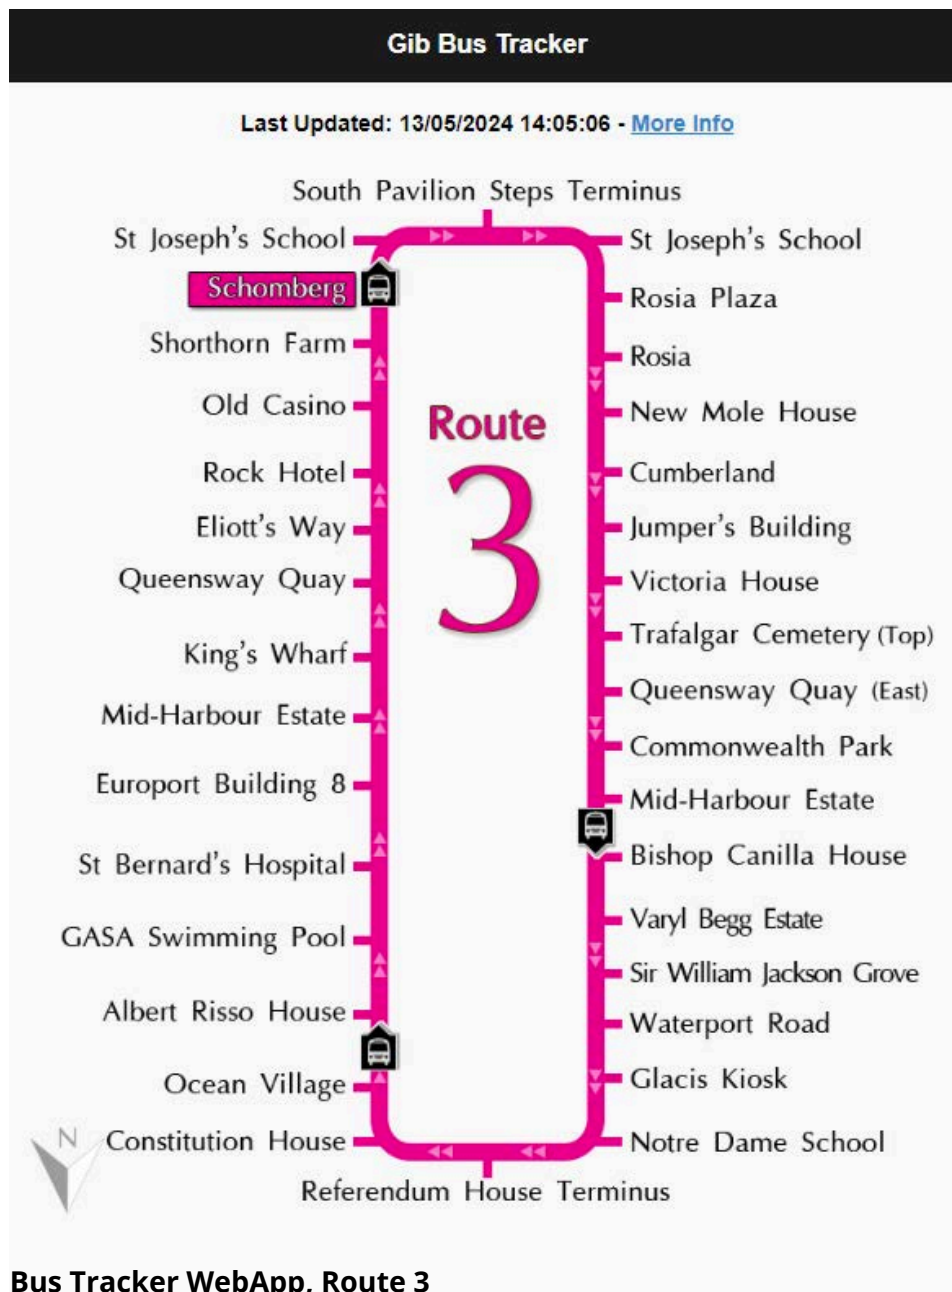 Gib Bus Tracker
Last Updated: 13/05/2024 14:05:06 - More Info
South Pavilion Steps Terminus
St Joseph's School
Schomberg
Shorthorn Farm
Old Casino
Rock Hotel
Eliott's Way
Queensway Quay
King's Wharf
Mid-Harbour Estate
Europort Building 8
St Bernard's Hospital
GASA Swimming Pool
Albert Risso House
Ocean Village
Constitution House
Route
3
St Joseph's School
Rosia Plaza
Rosia
New Mole House
Cumberland
Jumper's Building
Victoria House
Trafalgar Cemetery (Top)
Queensway Quay (East)
Commonwealth Park
Mid-Harbour Estate
Bishop Canilla House
Varyl Begg Estate
Sir William Jackson Grove
Waterport Road
Glacis Kiosk
Notre Dame School
N
Referendum House Terminus
Bus Tracker WebApp, Route 3